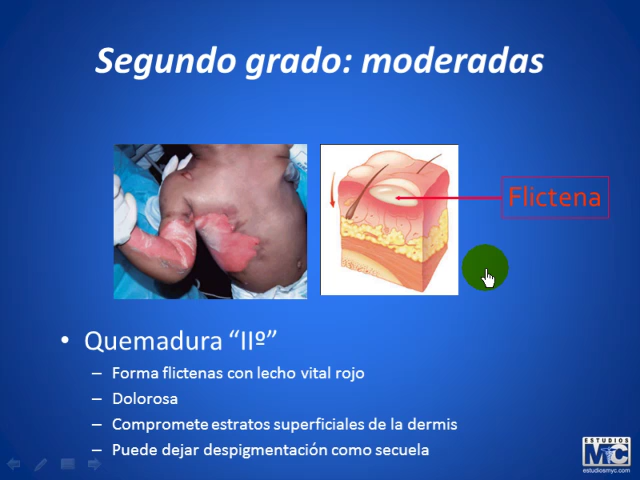 Segundo grado: moderadas
Flictena
• Quemadura “IIº”
– Forma flictenas con lecho vital rojo
– Dolorosa
– Compromete estratos superficiales de la dermis
– Puede dejar despigmentación como secuela
ESTUDIOS
MyC
estudiosmyc.com